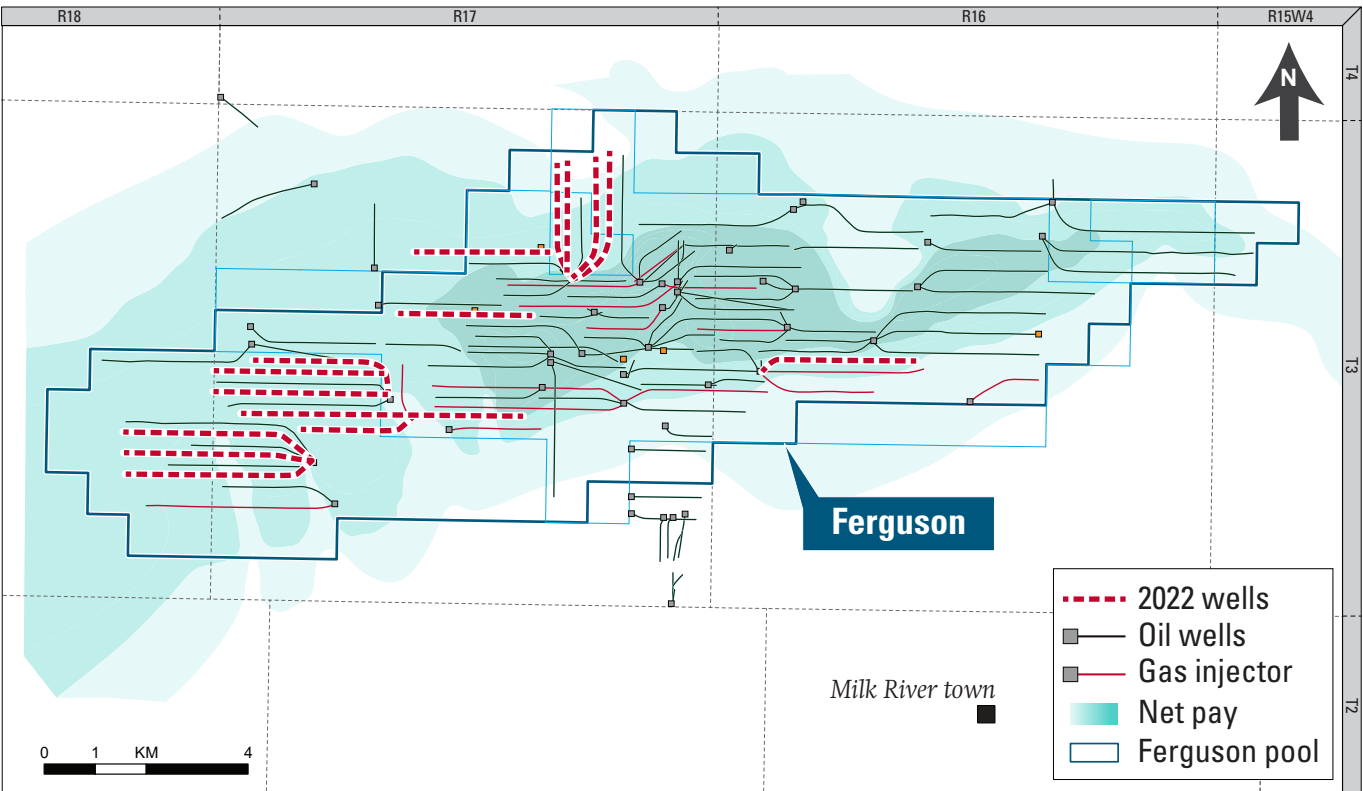 R18
R17
R16
R15W4
N
T4
T3
T2
Ferguson
Milk River town
0 1 KM 4
2022 wells
Oil wells
Gas injector
Net pay
Ferguson pool